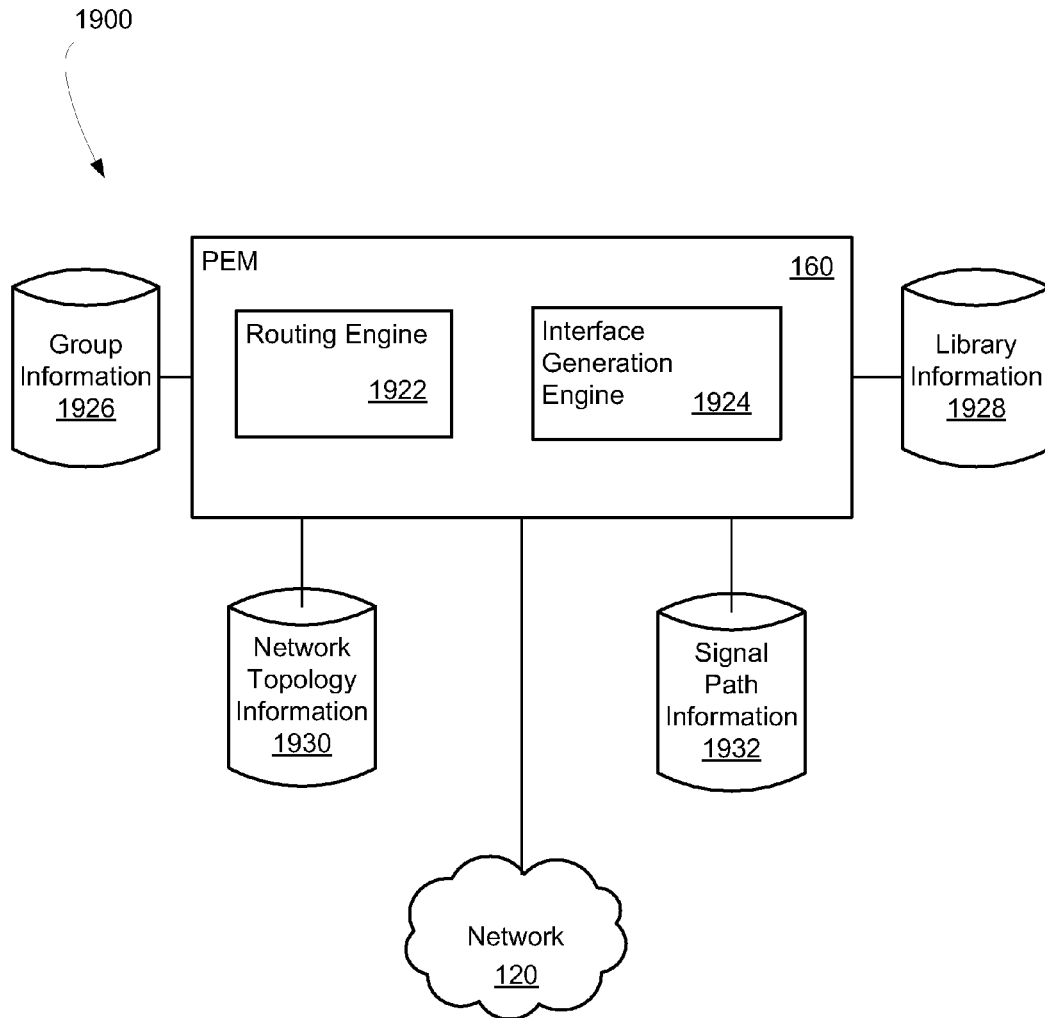 1900
PEM
160
Routing Engine
1922
Interface
Generation
Engine
1924
Group
Information
1926
Library
Information
1928
Network
Topology
Information
1930
Signal
Path
Information
1932
Network
120